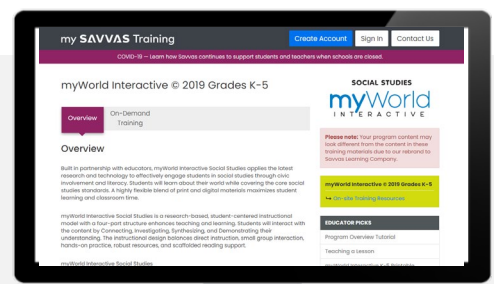 my SAVVAS Training
Create Account
Sign In
Contact Us
COVID-19 — Learn how Savvas continues to support students and teachers when schools are closed.
myWorld Interactive © 2019 Grades K-5
Overview
On-Demand
Training
Overview
Built in partnership with educators, myWorld Interactive Social Studies applies the latest
research and technology to effectively engage students in social studies through civic
involvement and literacy. Students will learn about their world while covering the core social
studies standards. A highly flexible blend of print and digital materials maximizes student
learning and classroom time.
myWorld Interactive Social Studies is a research-based, student-centered instructional
model with a four-part structure enhances teaching and learning. Students will interact with
the content by Connecting, Investigating, Synthesizing, and Demonstrating their
understanding. The instructional design balances direct instruction, small group interaction,
hands-on practice, robust resources, and scaffolded reading support.
myWorld Interactive Social Studies
SOCIAL STUDIES
myWorld
INTERACTIVE
Please note: Your program content may
look different from the content in these
training materials due to our rebrand to
Savvas Learning Company.
myWorld Interactive © 2019 Grades K-5
On-site Training Resources
EDUCATOR PICKS
Program Overview Tutorial
Teaching a Lesson
myWorld Interactive K-5 Printable